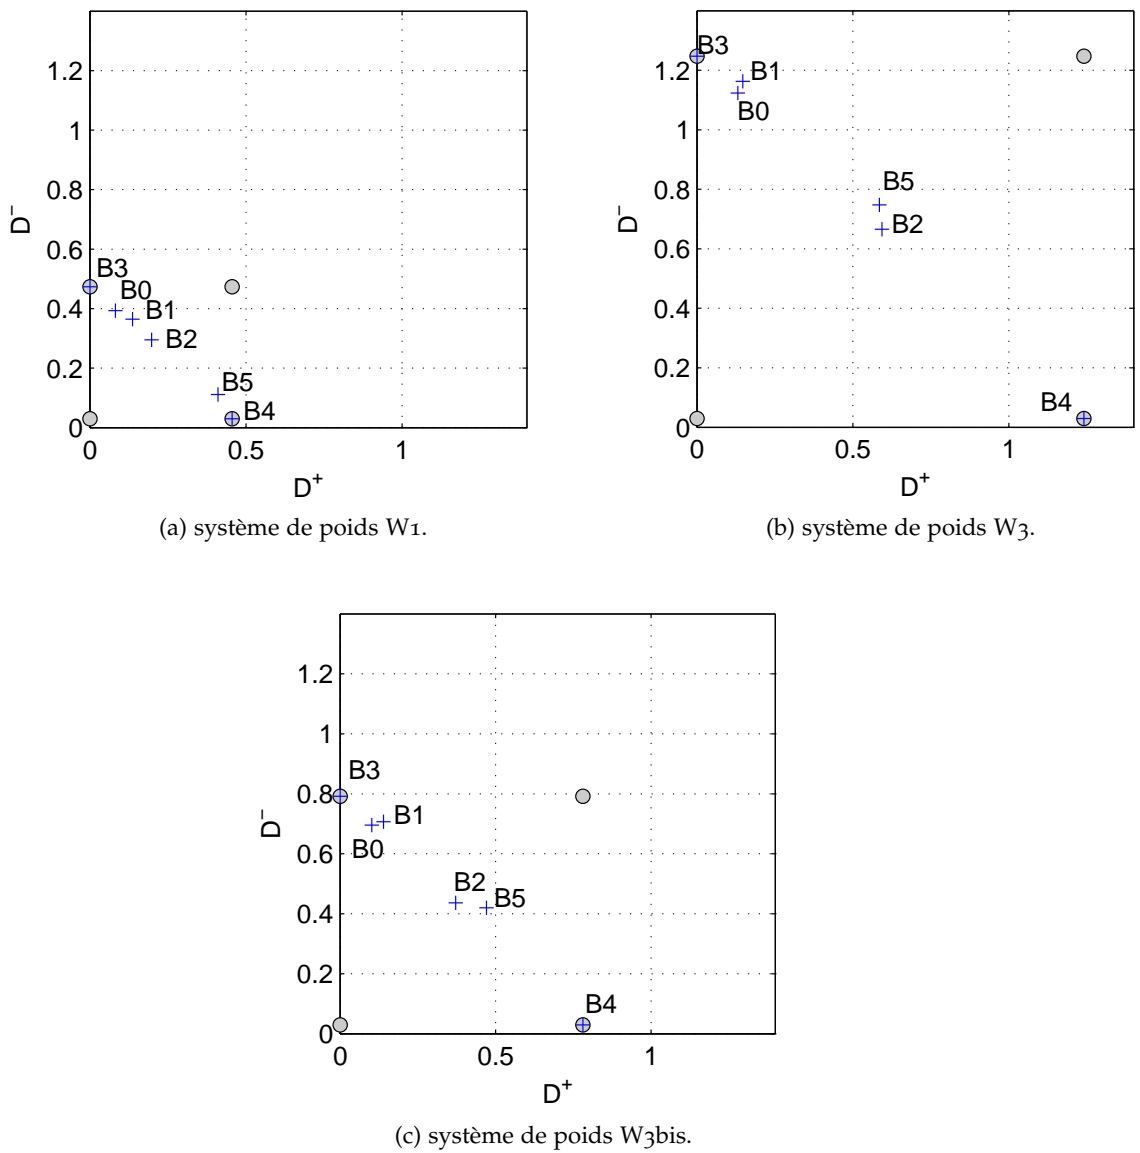 B3
B0
B1
B2
B5
B4
1.2
1
0.8
0.6
0.4
0.2
0
0 0.5 1
D⁻
D⁺
(a) système de poids W1.
B3
B1
B0
B5
B2
B4
1.2
1
0.8
0.6
0.4
0.2
0
0 0.5 1
D⁻
D⁺
(b) système de poids W3.
B3
B1
B0
B2
B5
B4
1.2
1
0.8
0.6
0.4
0.2
0
0 0.5 1
D⁻
D⁺
(c) système de poids W3bis.